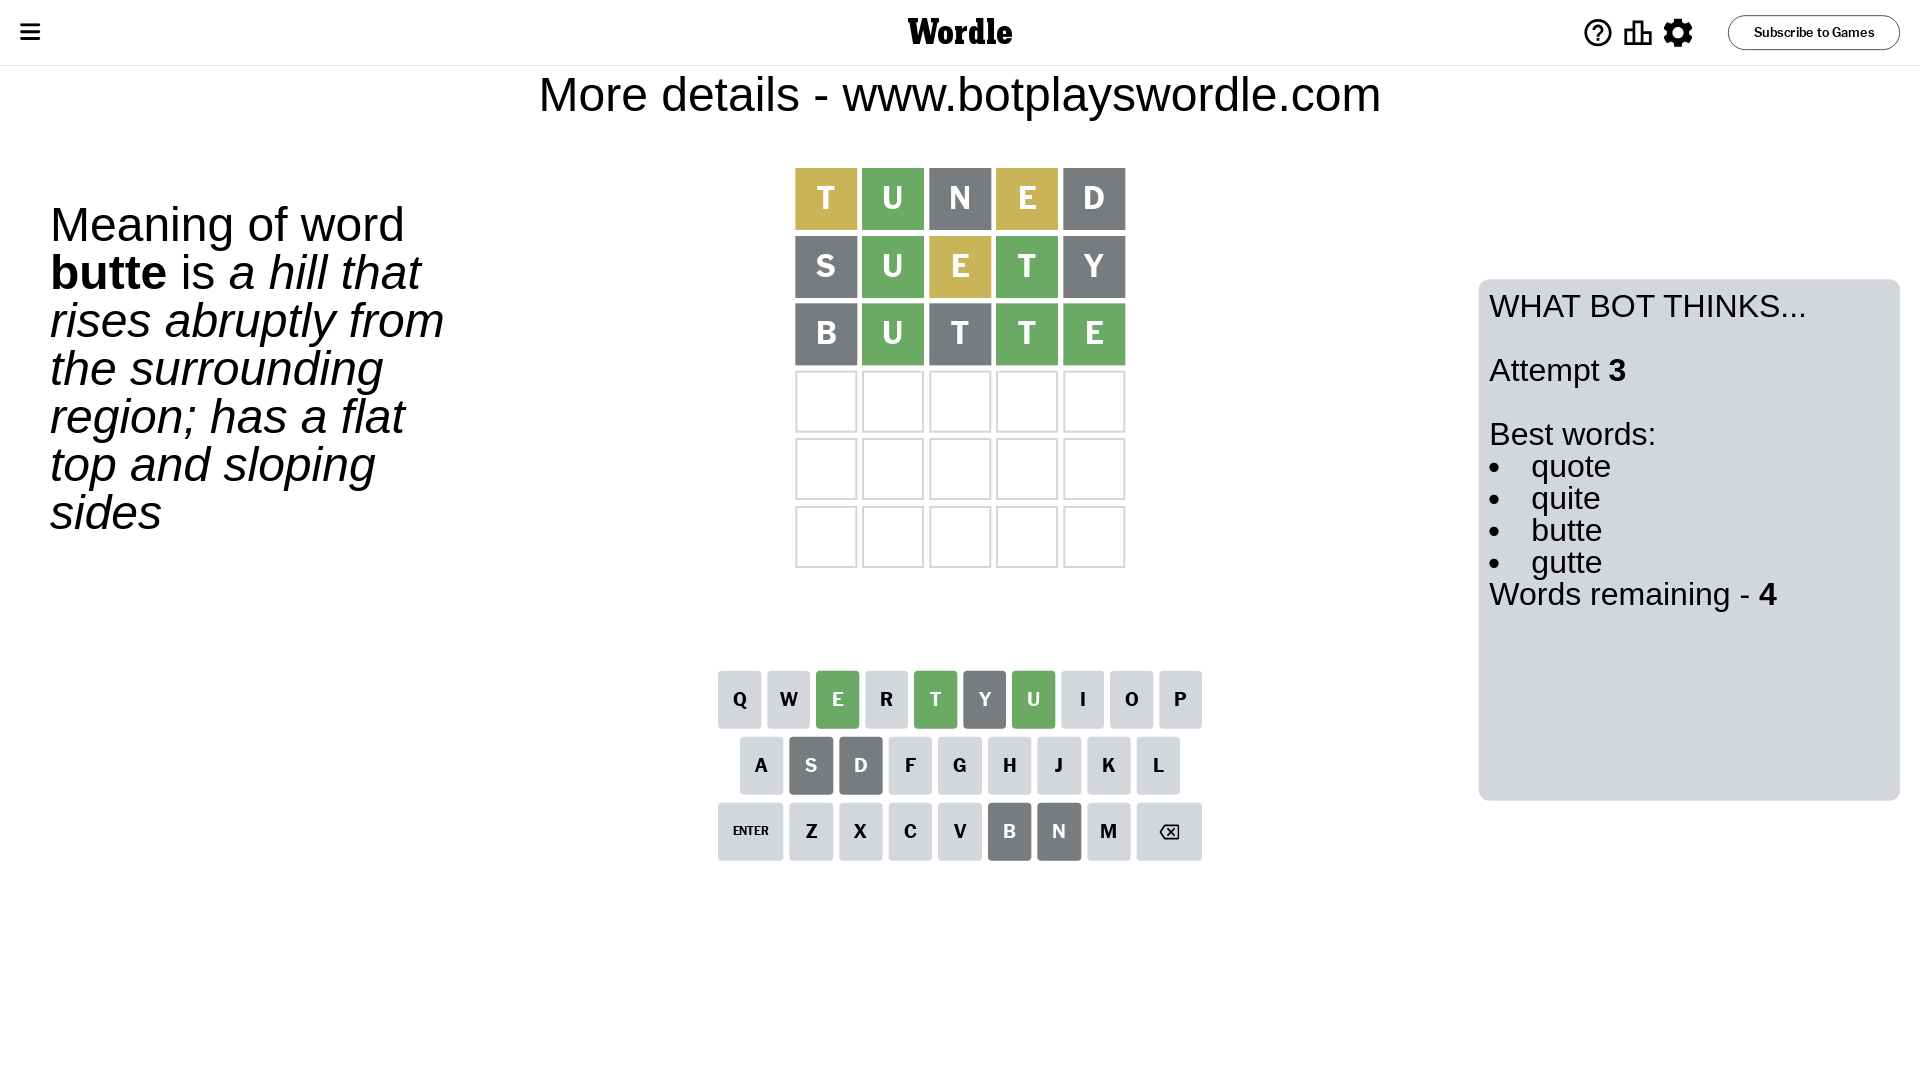 Wordle
Subscribe to Games
More details - www.botplayswordle.com
Meaning of word
butte is a hill that
rises abruptly from
the surrounding
region; has a flat
top and sloping
sides
T U N E D
S U E T Y
B U T T E
WHAT BOT THINKS...
Attempt 3
Best words:
• quote
• quite
• butte
• gutte
Words remaining - 4
Q W E R T Y U I O P
A S D F G H J K L
ENTER Z X C V B N M